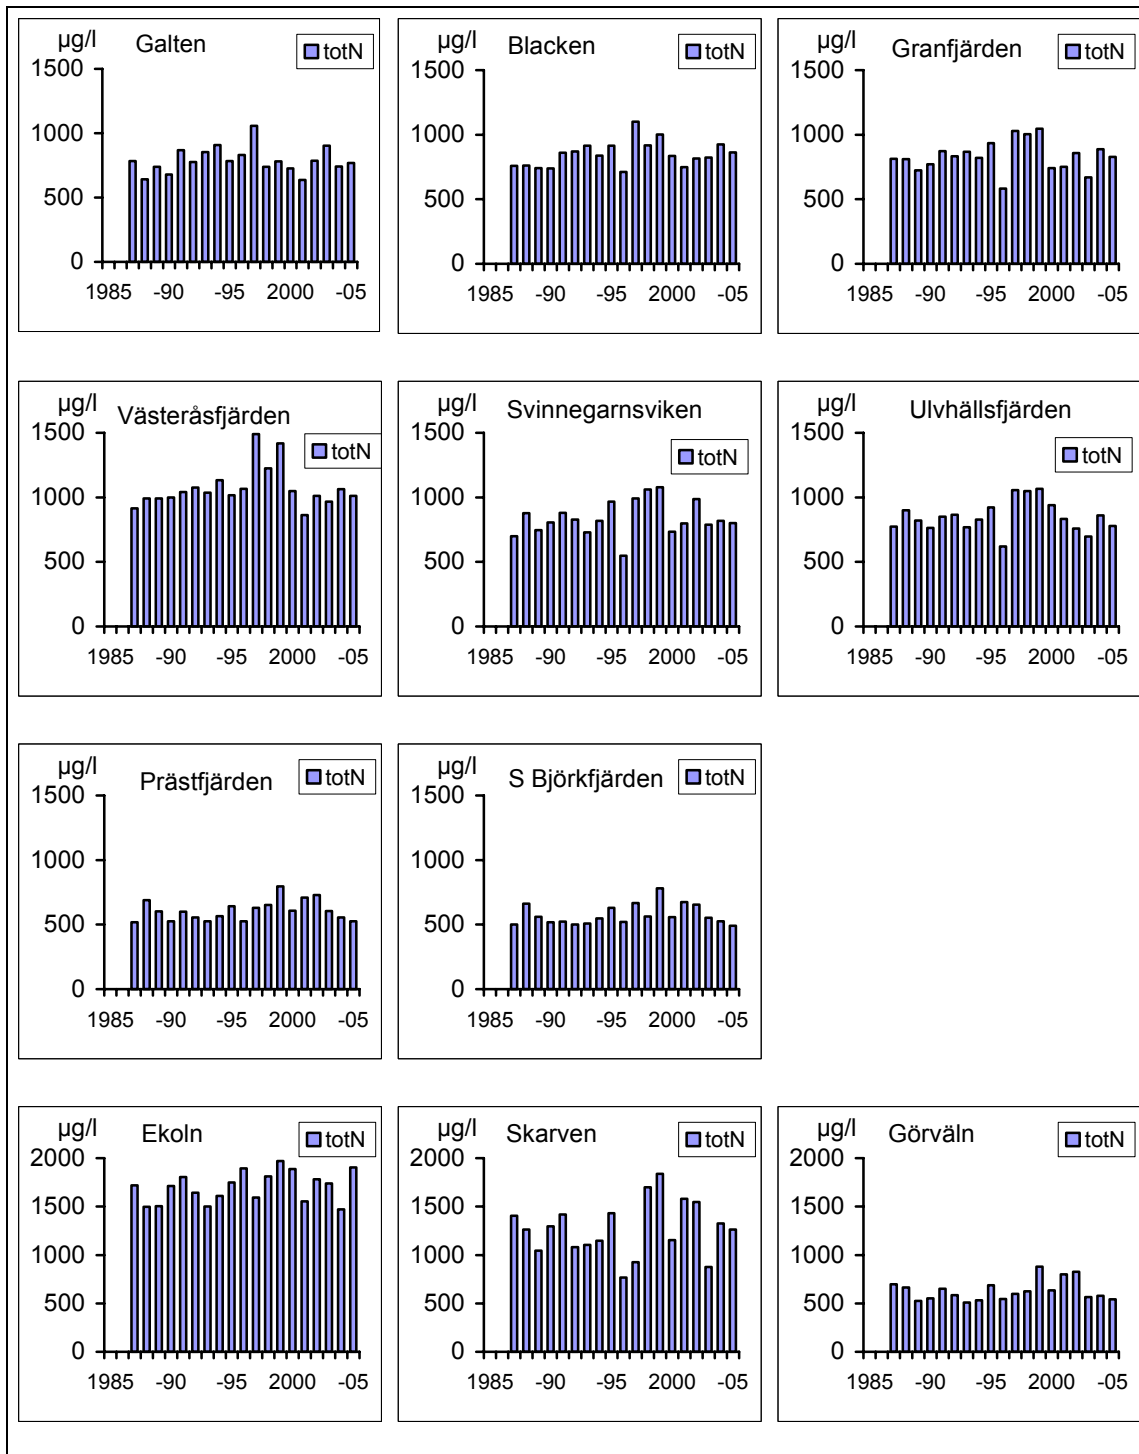 µg/l Galten totN
1500
1000
500
0
1985 -90 -95 2000 -05
µg/l Blacken totN
1500
1000
500
0
1985 -90 -95 2000 -05
µg/l Granfjärden totN
1500
1000
500
0
1985 -90 -95 2000 -05
µg/l Västeråsfjärden totN
1500
1000
500
0
1985 -90 -95 2000 -05
µg/l Svinnegarnsviken totN
1500
1000
500
0
1985 -90 -95 2000 -05
µg/l Ulvhällsfjärden totN
1500
1000
500
0
1985 -90 -95 2000 -05
µg/l Prästfjärden totN
1500
1000
500
0
1985 -90 -95 2000 -05
µg/l S Björkfjärden totN
1500
1000
500
0
1985 -90 -95 2000 -05
µg/l Ekoln totN
2000
1500
1000
500
0
1985 -90 -95 2000 -05
µg/l Skarven totN
2000
1500
1000
500
0
1985 -90 -95 2000 -05
µg/l Görväln totN
2000
1500
1000
500
0
1985 -90 -95 2000 -05